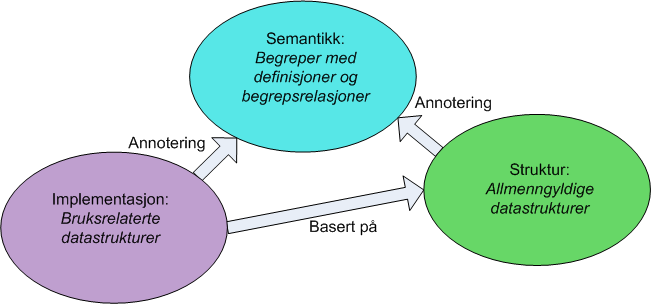 Semantikk:
Begreper med
definisjoner og
begrepsrelasjoner
Annotering
Annotering
Implementasjon:
Bruksrelaterte
datastrukturer
Struktur:
Allmenngyldige
datastrukturer
Basert på